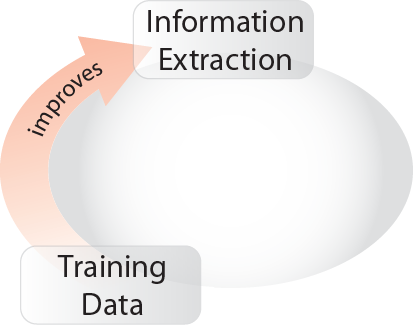 Information
Extraction
improves
Training
Data